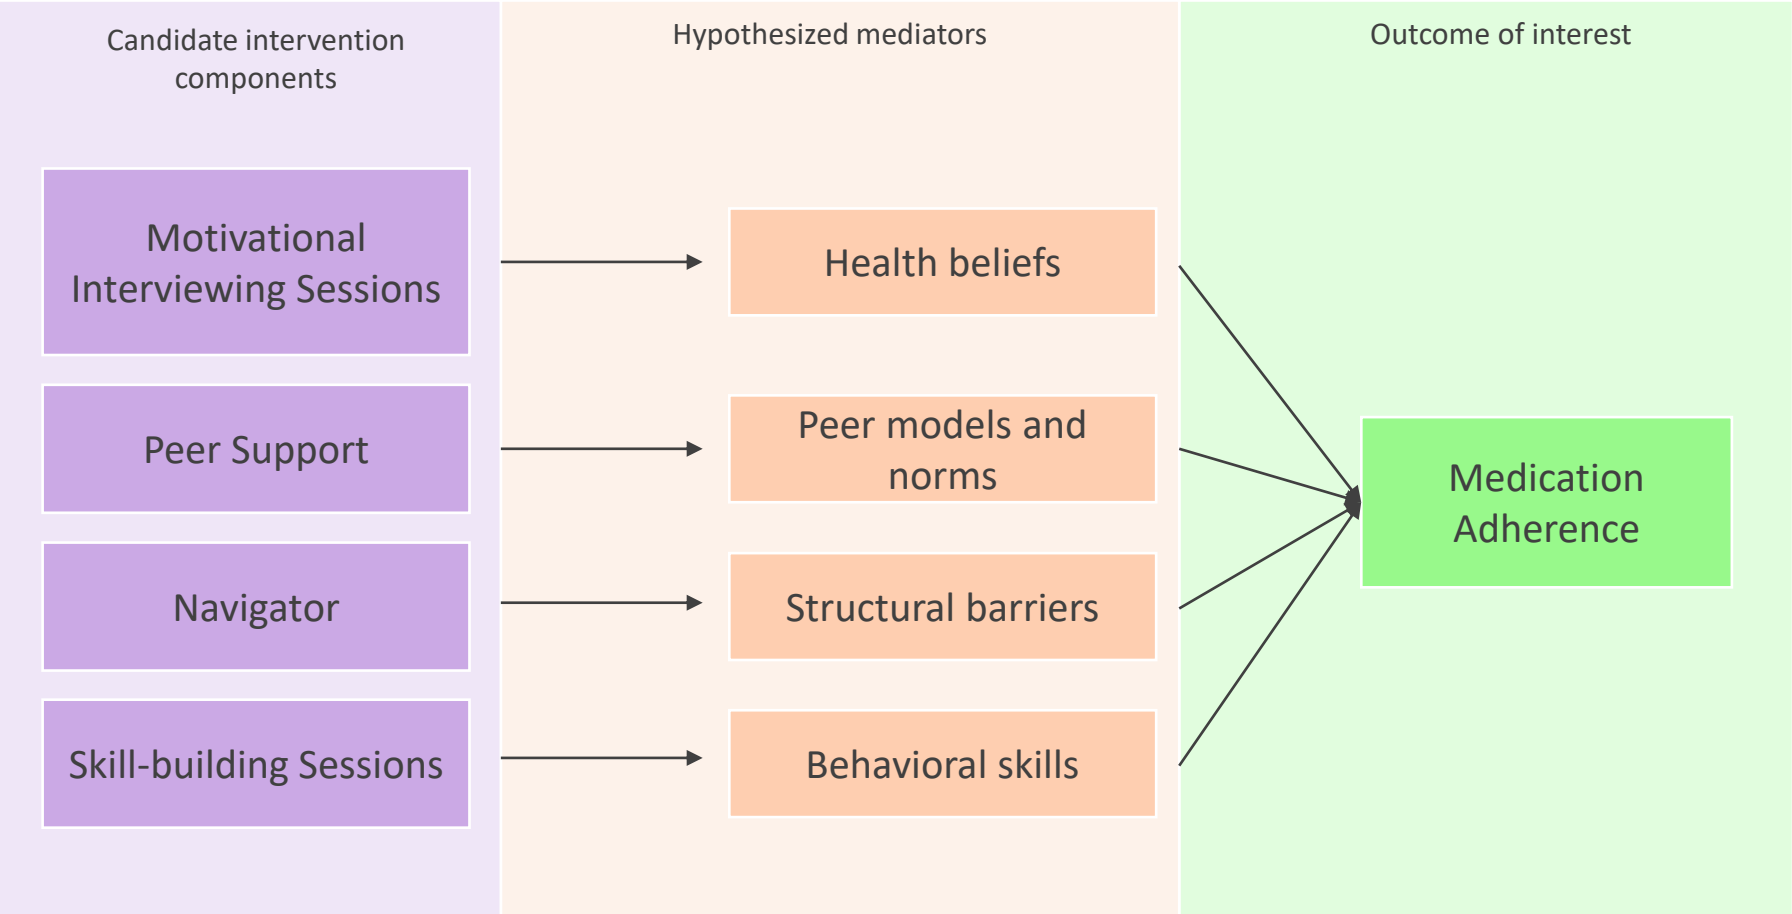 Candidate intervention
components
Hypothesized mediators
Outcome of interest
Motivational
Interviewing Sessions
Health beliefs
Peer Support
Peer models and
norms
Medication
Adherence
Navigator
Structural barriers
Skill-building Sessions
Behavioral skills